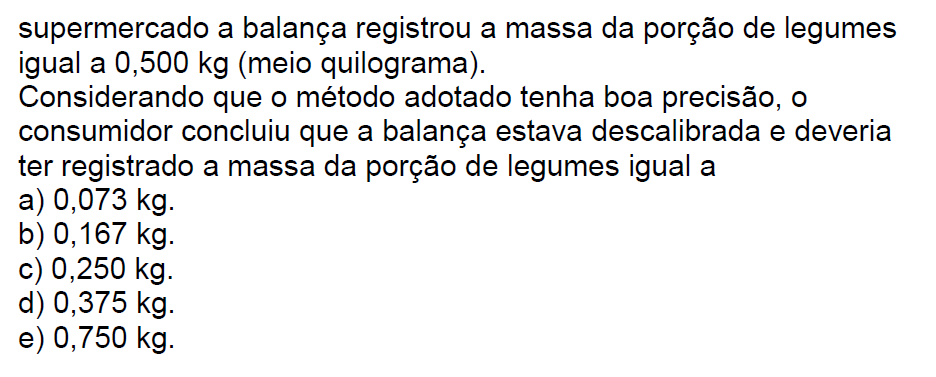 supermercado a balança registrou a massa da porção de legumes
igual a 0,500 kg (meio quilograma).
Considerando que o método adotado tenha boa precisão, o
consumidor concluiu que a balança estava descalibrada e deveria
ter registrado a massa da porção de legumes igual a
a) 0,073 kg.
b) 0,167 kg.
c) 0,250 kg.
d) 0,375 kg.
e) 0,750 kg.